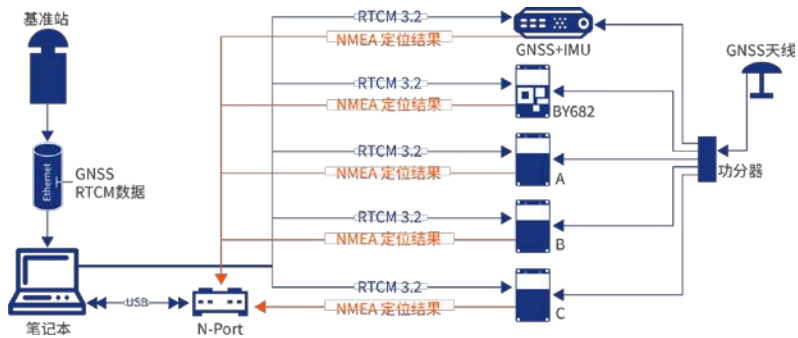 基准站
RTCM 3.2
NMEA 定位结果
GNSS+IMU
GNSS天线
RTCM 3.2
NMEA 定位结果
BY682
Ethernet
GNSS
RTCM数据
RTCM 3.2
NMEA 定位结果
A
功分器
RTCM 3.2
NMEA 定位结果
B
RTCM 3.2
NMEA 定位结果
C
USB
笔记本
N-Port